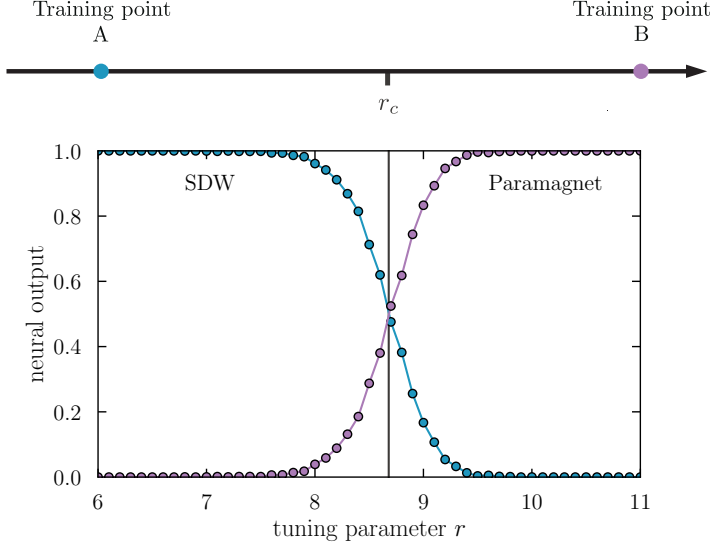 Training point Training point
A B
r_c
1.0
SDW Paramagnet
0.8
0.6
0.4
0.2
0.0
neural output
6 7 8 9 10 11
tuning parameter r